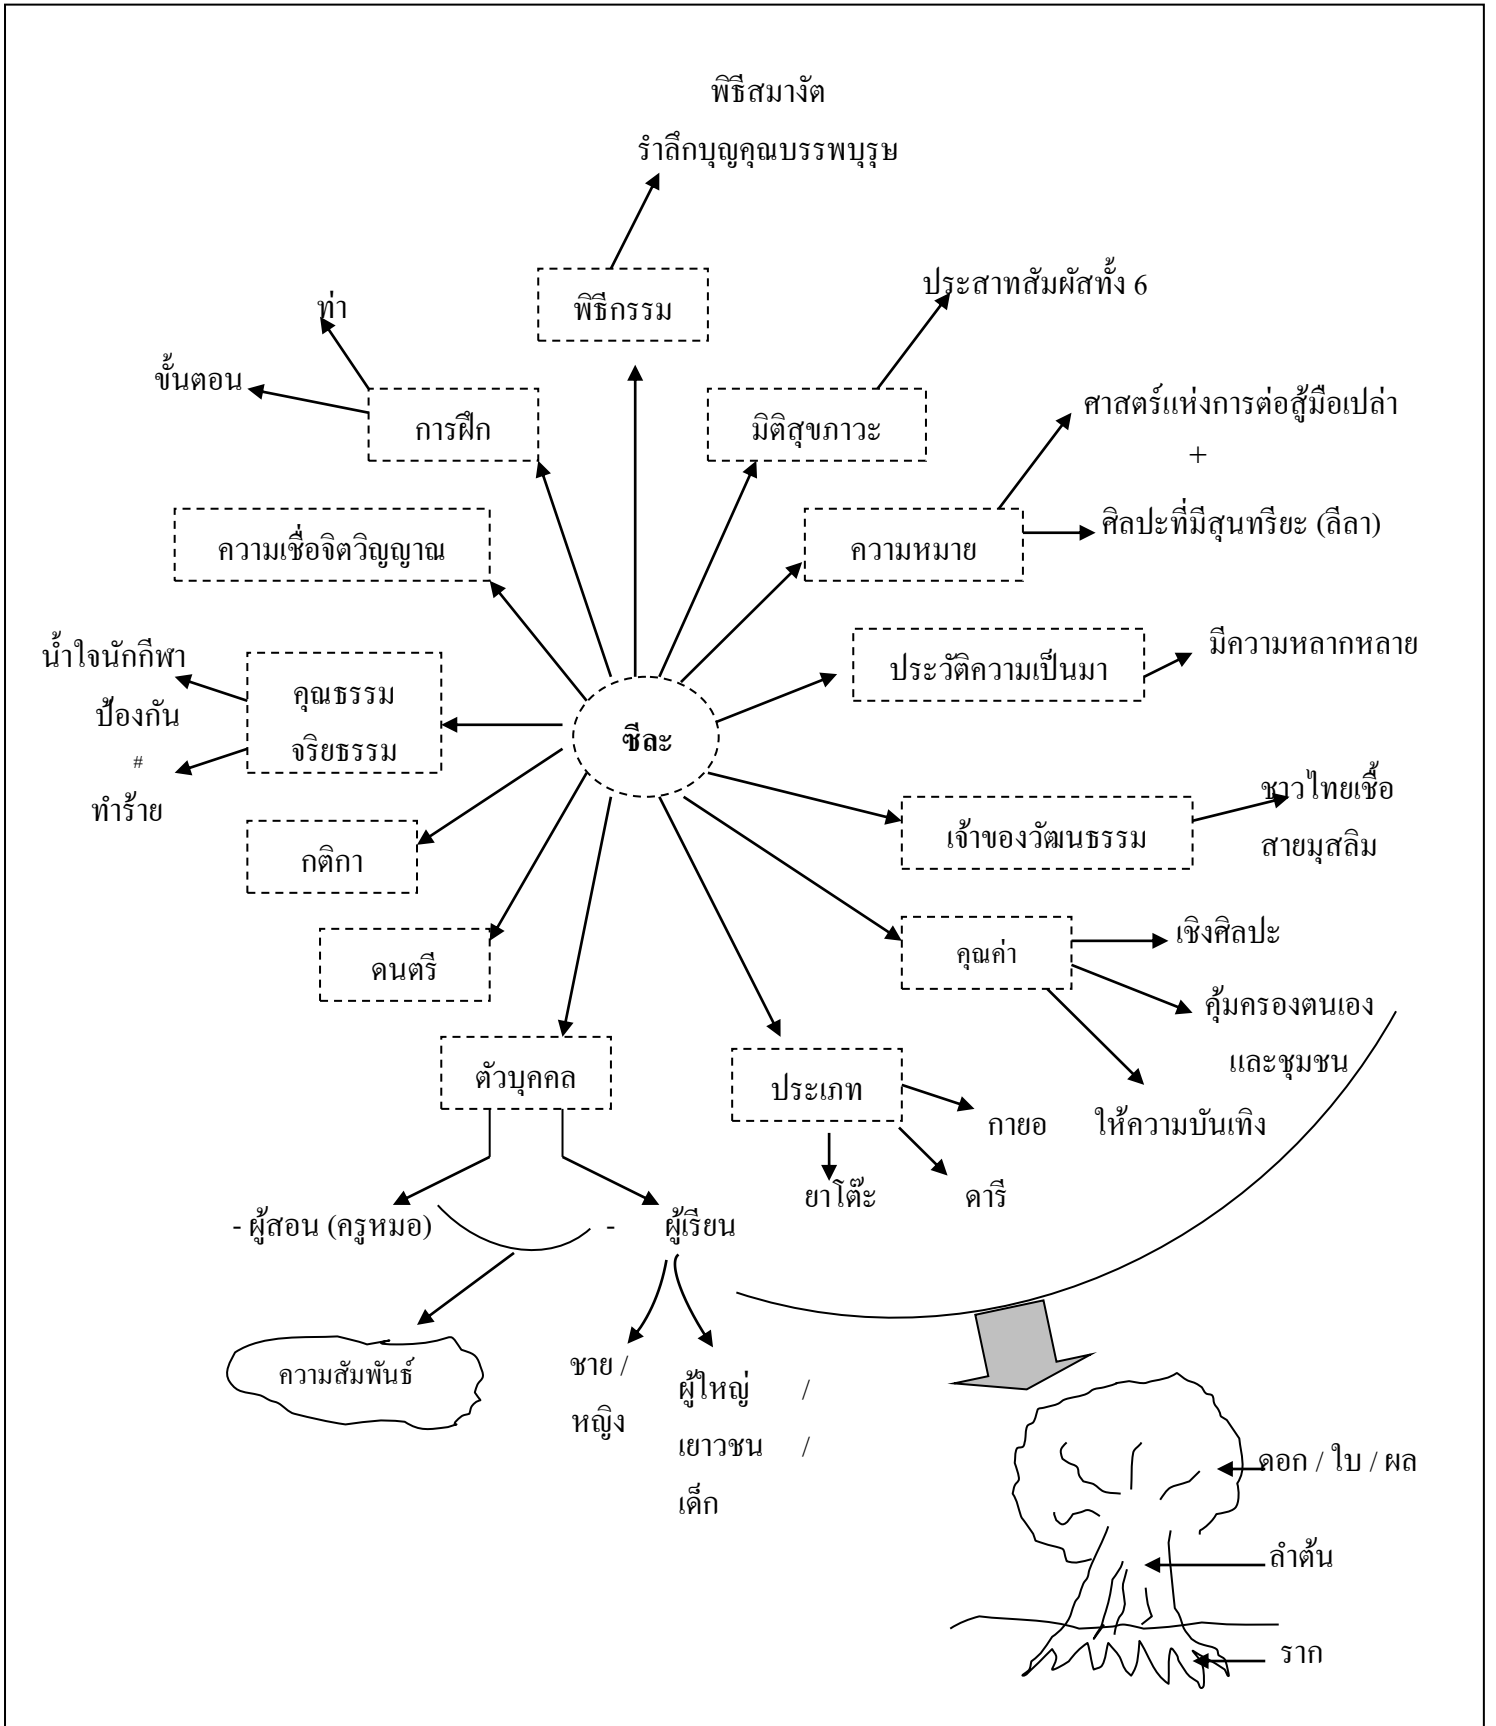 พิธีสมางัต
รำลึกบุญคุณบรรพบุรุษ
พิธีกรรม
ประสาทสัมผัสทั้ง 6
ท่า
ขั้นตอน
การฝึก
มิติสุขภาวะ
ศาสตร์แห่งการต่อสู้มือเปล่า
+
ศิลปะที่มีสุนทรียะ (ลีลา)
ความหมาย
ความเชื่อจิตวิญญาณ
น้ำใจนักกีฬา
ป้องกัน
#
ทำร้าย
คุณธรรม
จริยธรรม
ซีละ
ประวัติความเป็นมา
มีความหลากหลาย
เจ้าของวัฒนธรรม
ชาวไทยเชื้อ
สายมุสลิม
กติกา
ดนตรี
คุณค่า
เชิงศิลปะ
คุ้มครองตนเอง
และชุมชน
ให้ความบันเทิง
ตัวบุคคล
ประเภท
กายอ
ยาโต๊ะ
ดารี
- ผู้สอน (ครูหมอ)
- ผู้เรียน
ความสัมพันธ์
ชาย /
หญิง
ผู้ใหญ่ /
เยาวชน /
เด็ก
ดอก / ใบ / ผล
ลำต้น
ราก